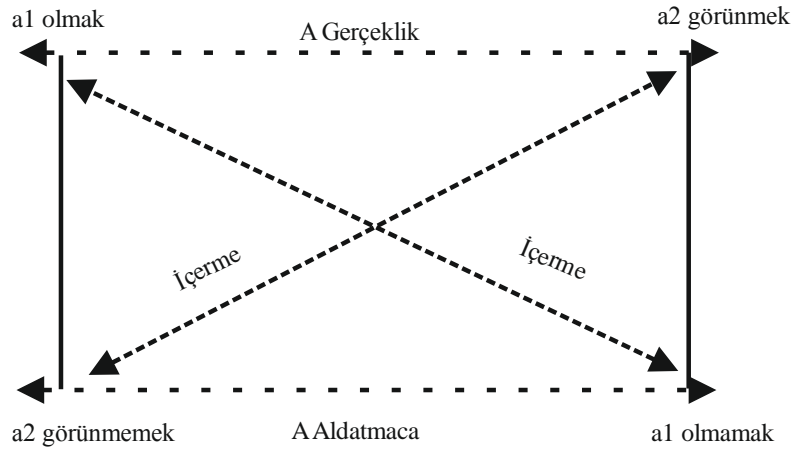 a1 olmak
A Gerçeklik
a2 görünmek
İçerme
İçerme
a2 görünmemek
A Aldatmaca
a1 olmamak